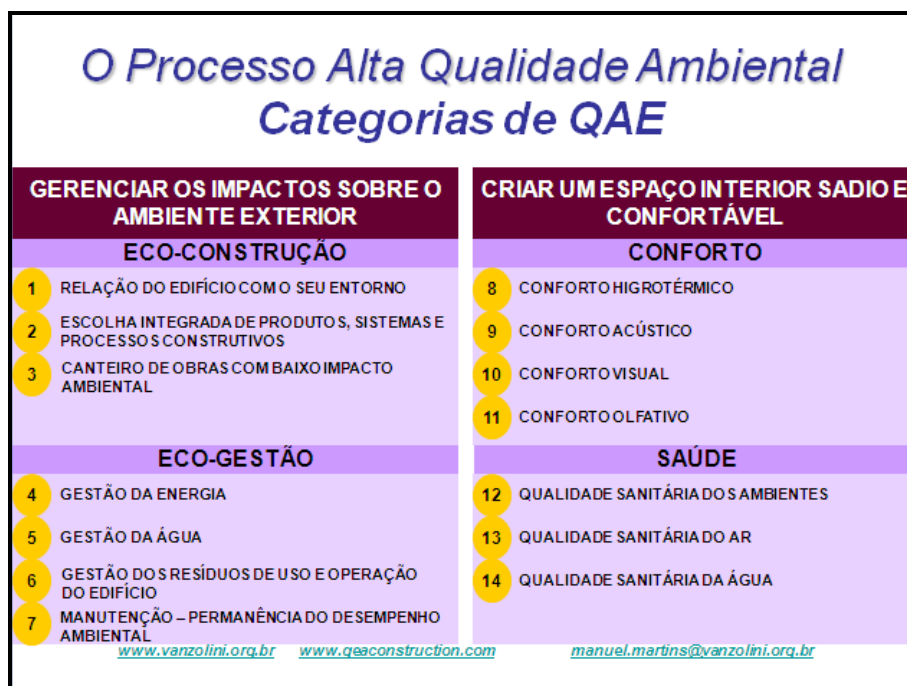 O Processo Alta Qualidade Ambiental
Categorias de QAE
GERENCIAR OS IMPACTOS SOBRE O
AMBIENTE EXTERIOR
ECO-CONSTRUÇÃO
1 RELAÇÃO DO EDIFÍCIO COM O SEU ENTORNO
2 ESCOLHA INTEGRADA DE PRODUTOS, SISTEMAS E
PROCESSOS CONSTRUTIVOS
3 CANTEIRO DE OBRAS COM BAIXO IMPACTO
AMBIENTAL
ECO-GESTÃO
4 GESTÃO DA ENERGIA
5 GESTÃO DA ÁGUA
6 GESTÃO DOS RESÍDUOS DE USO E OPERAÇÃO
DO EDIFÍCIO
7 MANUTENÇÃO – PERMANÊNCIA DO DESEMPENHO
AMBIENTAL
CRIAR UM ESPAÇO INTERIOR SADIO E
CONFORTÁVEL
CONFORTO
8 CONFORTO HIGROTÉRMICO
9 CONFORTO ACÚSTICO
10 CONFORTO VISUAL
11 CONFORTO OLFATIVO
SAÚDE
12 QUALIDADE SANITÁRIA DOS AMBIENTES
13 QUALIDADE SANITÁRIA DO AR
14 QUALIDADE SANITÁRIA DA ÁGUA
www.vanzolini.org.br www.geaconstruction.com manuel.martins@vanzolini.org.br